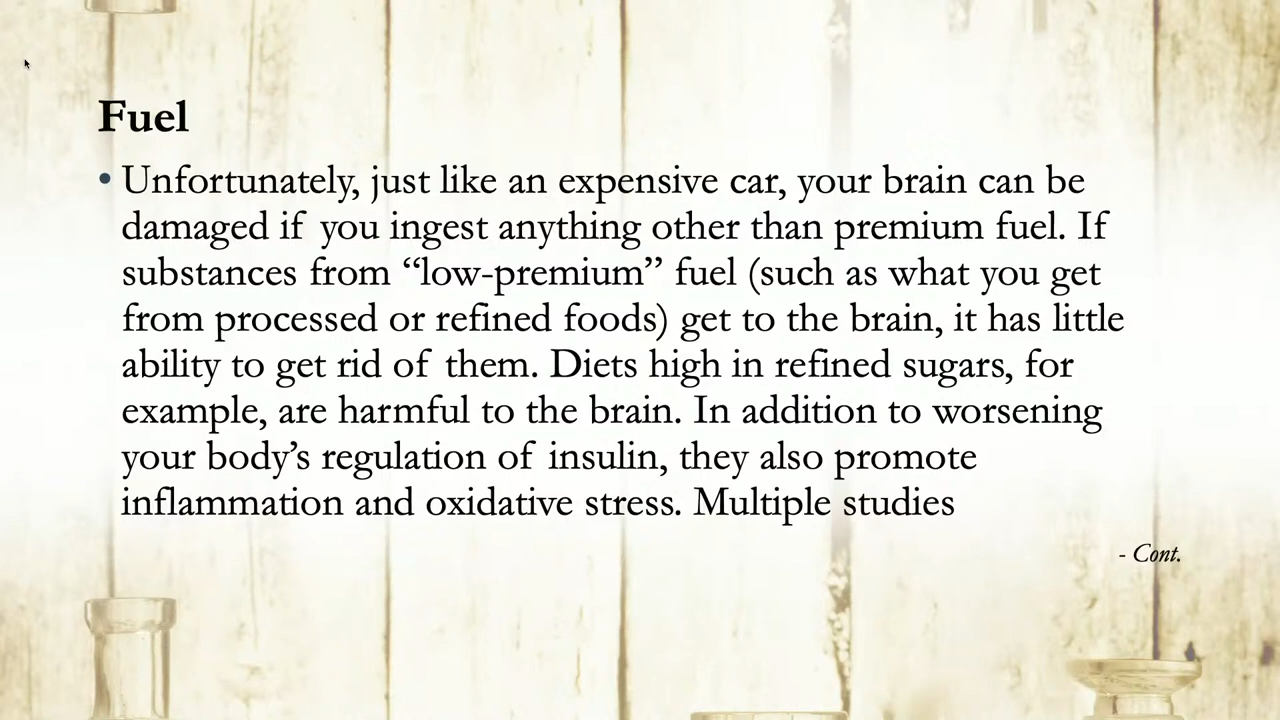 Fuel
• Unfortunately, just like an expensive car, your brain can be
damaged if you ingest anything other than premium fuel. If
substances from “low-premium” fuel (such as what you get
from processed or refined foods) get to the brain, it has little
ability to get rid of them. Diets high in refined sugars, for
example, are harmful to the brain. In addition to worsening
your body’s regulation of insulin, they also promote
inflammation and oxidative stress. Multiple studies
- Cont.